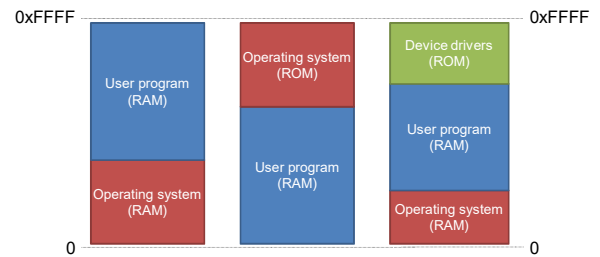 0xFFFF
0xFFFF
User program
(RAM)
Operating system
(RAM)
Operating system
(ROM)
User program
(RAM)
Device drivers
(ROM)
User program
(RAM)
Operating system
(RAM)
0
0